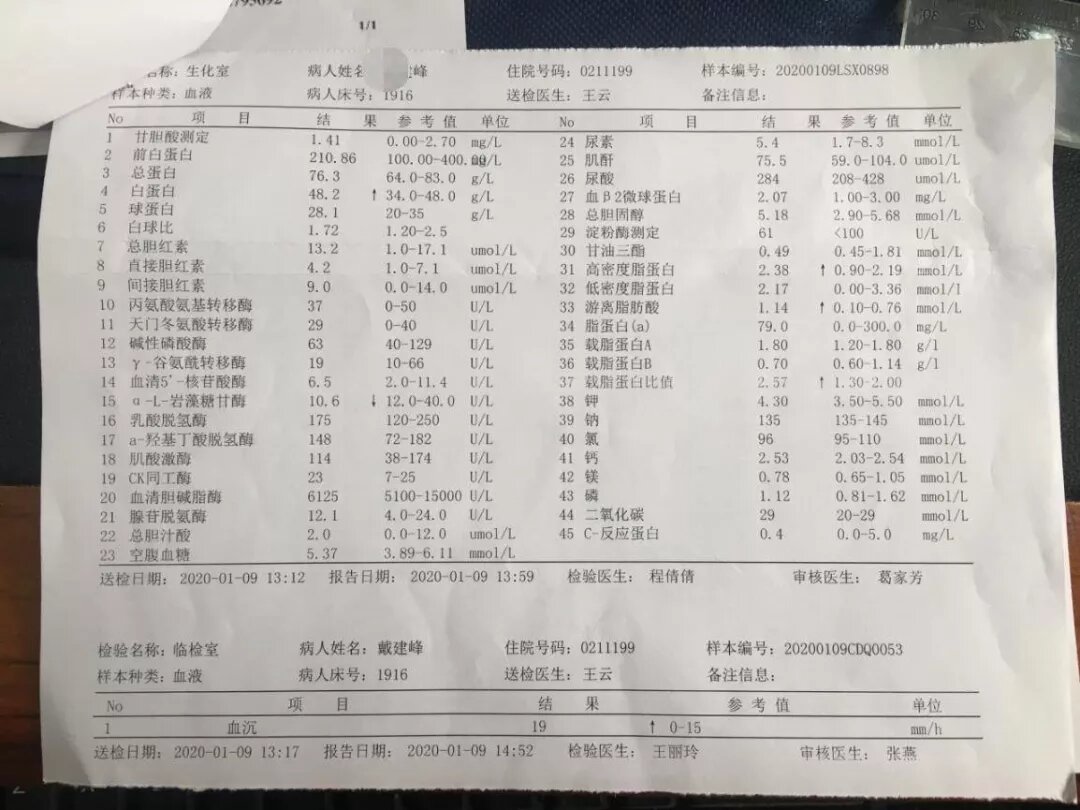 1/1
名称：生化室 病人姓名 建峰 住院号码：0211199 样本编号：20200109LSX0898
样本种类：血液 病人床号：1916 送检医生：王云 备注信息：
No 项 目 结 果 参 考 值 单位 No 项 目 结 果 参 考 值 单位
1 甘胆酸测定 1.41 0.00-2.70 mg/L 24 尿素 5.4 1.7-8.3 mmol/L
2 前白蛋白 210.86 100.00-400.00 mg/L 25 肌酐 75.5 59.0-104.0 umol/L
3 总蛋白 76.3 64.0-83.0 g/L 26 尿酸 284 208-428 umol/L
4 白蛋白 48.2 ↑ 34.0-48.0 g/L 27 血β2微球蛋白 2.07 1.00-3.00 mg/L
5 球蛋白 28.1 20-35 g/L 28 总胆固醇 5.18 2.90-5.68 mmol/L
6 白球比 1.72 1.20-2.5 29 淀粉酶测定 61 <100 U/L
7 总胆红素 13.2 1.0-17.1 umol/L 30 甘油三酯 0.49 0.45-1.81 mmol/L
8 直接胆红素 4.2 1.0-7.1 umol/L 31 高密度脂蛋白 2.38 ↑ 0.90-2.19 mmol/L
9 间接胆红素 9.0 0.0-14.0 umol/L 32 低密度脂蛋白 2.17 0.00-3.36 mmol/l
10 丙氨酸氨基转移酶 37 0-50 U/L 33 游离脂肪酸 1.14 ↑ 0.10-0.76 mmol/L
11 天门冬氨酸转移酶 29 0-40 U/L 34 脂蛋白(a) 79.0 0.0-300.0 mg/L
12 碱性磷酸酶 63 40-129 U/L 35 载脂蛋白A 1.80 1.20-1.80 g/l
13 γ-谷氨酰转移酶 19 10-66 U/L 36 载脂蛋白B 0.70 0.60-1.14 g/l
14 血清5'-核苷酸酶 6.5 2.0-11.4 U/L 37 载脂蛋白比值 2.57 ↑ 1.30-2.00
15 α-L-岩藻糖甘酶 10.6 ↓ 12.0-40.0 U/L 38 钾 4.30 3.50-5.50 mmol/L
16 乳酸脱氢酶 175 120-250 U/L 39 钠 135 135-145 mmol/L
17 a-羟基丁酸脱氢酶 148 72-182 U/L 40 氯 96 95-110 mmol/L
18 肌酸激酶 114 38-174 U/L 41 钙 2.53 2.03-2.54 mmol/L
19 CK同工酶 23 7-25 U/L 42 镁 0.78 0.65-1.05 mmol/L
20 血清胆碱脂酶 6125 5100-15000 U/L 43 磷 1.12 0.81-1.62 mmol/L
21 腺苷脱氨酶 12.1 4.0-24.0 U/L 44 二氧化碳 29 20-29 mmol/L
22 总胆汁酸 2.0 0.0-12.0 umol/L 45 C-反应蛋白 0.4 0.0-5.0 mg/L
23 空腹血糖 5.37 3.89-6.11 mmol/L
送检日期： 2020-01-09 13:12 报告日期： 2020-01-09 13:59 检验医生： 程倩倩 审核医生： 葛家芳
检验名称：临检室 病人姓名：戴建峰 住院号码：0211199 样本编号：20200109CDQ0053
样本种类：血液 病人床号：1916 送检医生：王云 备注信息：
No 项 目 结 果 参 考 值 单位
1 血沉 19 ↑ 0-15 mm/h
送检日期： 2020-01-09 13:17 报告日期： 2020-01-09 14:52 检验医生： 王丽玲 审核医生： 张燕